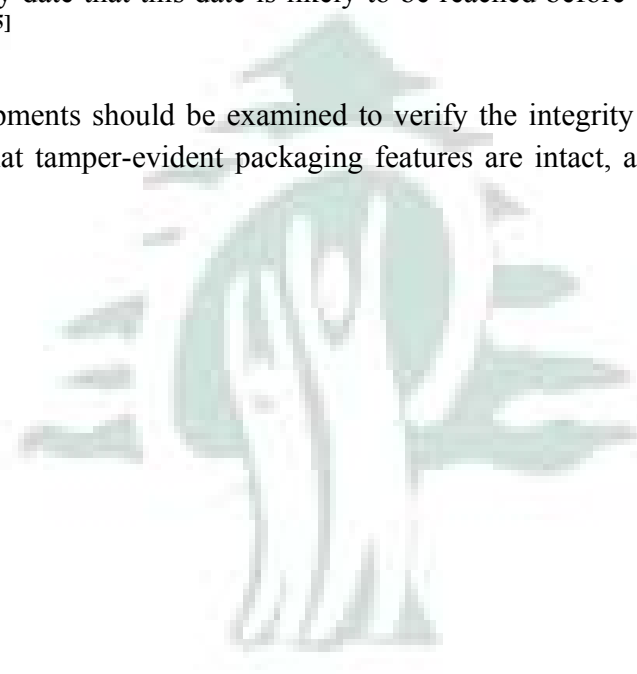 y date that this date is likely to be reached before
5]
pments should be examined to verify the integrity
at tamper-evident packaging features are intact, a